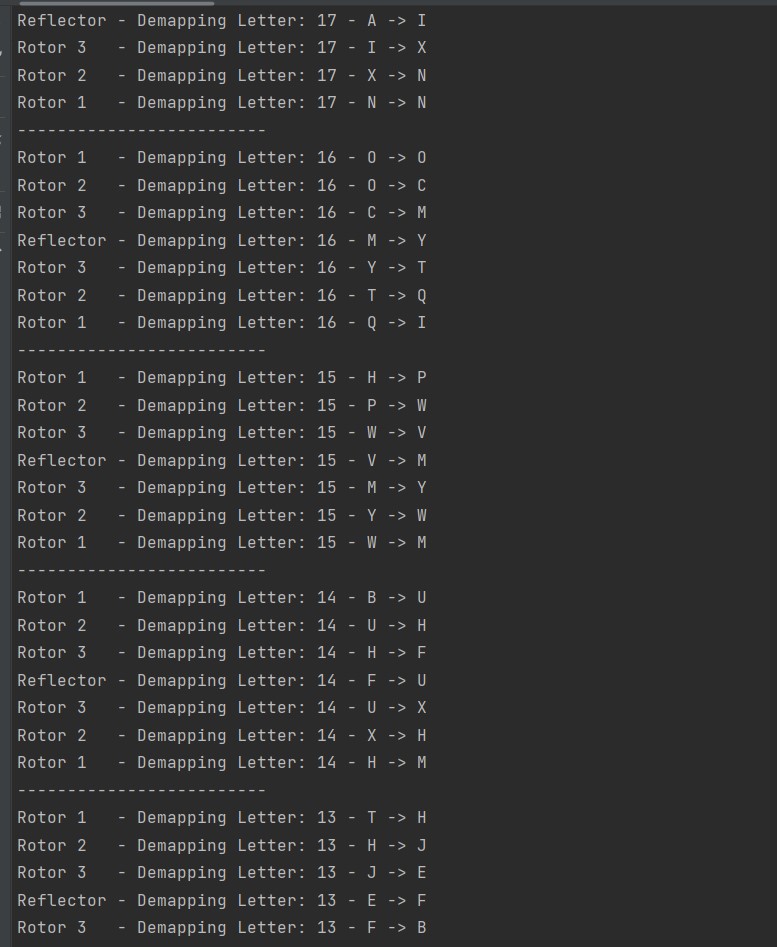 Reflector - Demapping Letter: 17 - A -> I
Rotor 3   - Demapping Letter: 17 - I -> X
Rotor 2   - Demapping Letter: 17 - X -> N
Rotor 1   - Demapping Letter: 17 - N -> N
-------------------------
Rotor 1   - Demapping Letter: 16 - O -> O
Rotor 2   - Demapping Letter: 16 - O -> C
Rotor 3   - Demapping Letter: 16 - C -> M
Reflector - Demapping Letter: 16 - M -> Y
Rotor 3   - Demapping Letter: 16 - Y -> T
Rotor 2   - Demapping Letter: 16 - T -> Q
Rotor 1   - Demapping Letter: 16 - Q -> I
-------------------------
Rotor 1   - Demapping Letter: 15 - H -> P
Rotor 2   - Demapping Letter: 15 - P -> W
Rotor 3   - Demapping Letter: 15 - W -> V
Reflector - Demapping Letter: 15 - V -> M
Rotor 3   - Demapping Letter: 15 - M -> Y
Rotor 2   - Demapping Letter: 15 - Y -> W
Rotor 1   - Demapping Letter: 15 - W -> M
-------------------------
Rotor 1   - Demapping Letter: 14 - B -> U
Rotor 2   - Demapping Letter: 14 - U -> H
Rotor 3   - Demapping Letter: 14 - H -> F
Reflector - Demapping Letter: 14 - F -> U
Rotor 3   - Demapping Letter: 14 - U -> X
Rotor 2   - Demapping Letter: 14 - X -> H
Rotor 1   - Demapping Letter: 14 - H -> M
-------------------------
Rotor 1   - Demapping Letter: 13 - T -> H
Rotor 2   - Demapping Letter: 13 - H -> J
Rotor 3   - Demapping Letter: 13 - J -> E
Reflector - Demapping Letter: 13 - E -> F
Rotor 3   - Demapping Letter: 13 - F -> B